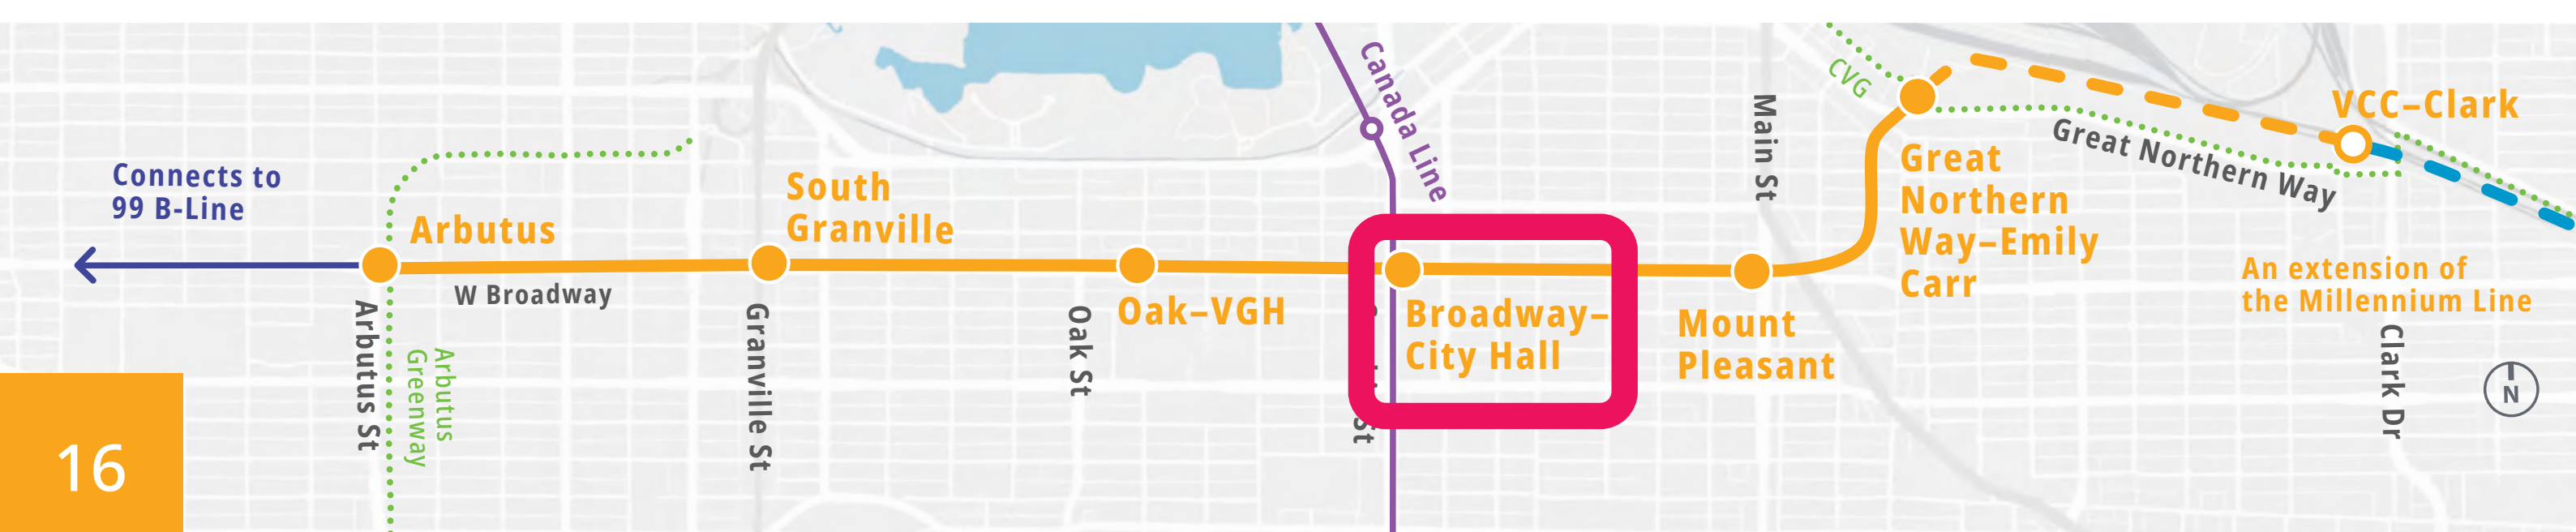 Connects to
99 B-Line
Arbutus
W Broadway
Arbutus St
Arbutus
Greenway
South
Granville
Granville St
Oak St
Oak–VGH
Canada Line
Broadway–
City Hall
St
Main St
Mount
Pleasant
CVG
Great
Northern
Way–Emily
Carr
Great Northern Way
VCC–Clark
An extension of
the Millennium Line
Clark Dr
N
16